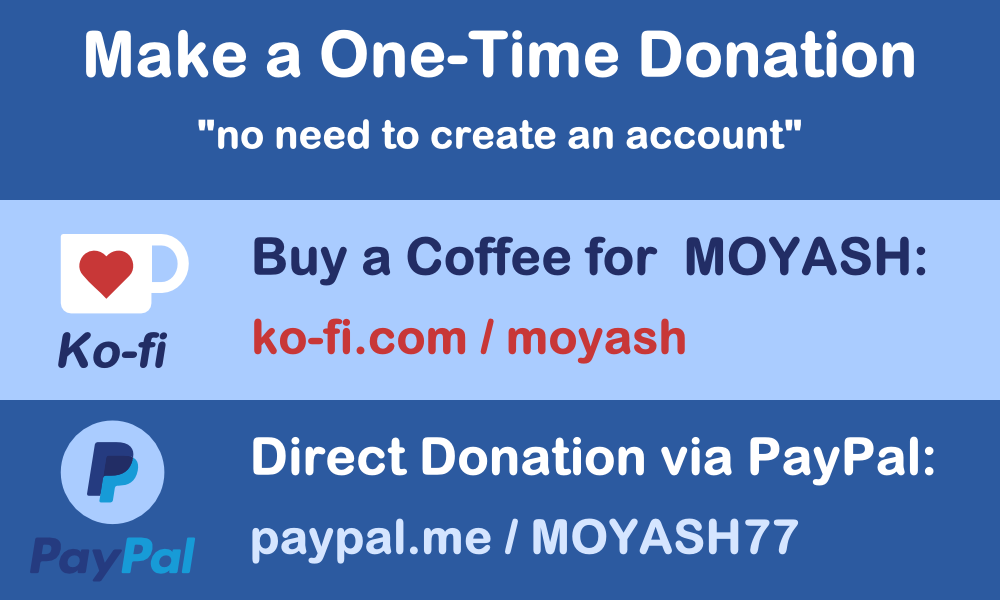 Make a One-Time Donation
"no need to create an account"
Buy a Coffee for MOYASH:
ko-fi.com / moyash
Ko-fi
Direct Donation via PayPal:
paypal.me / MOYASH77
PayPal